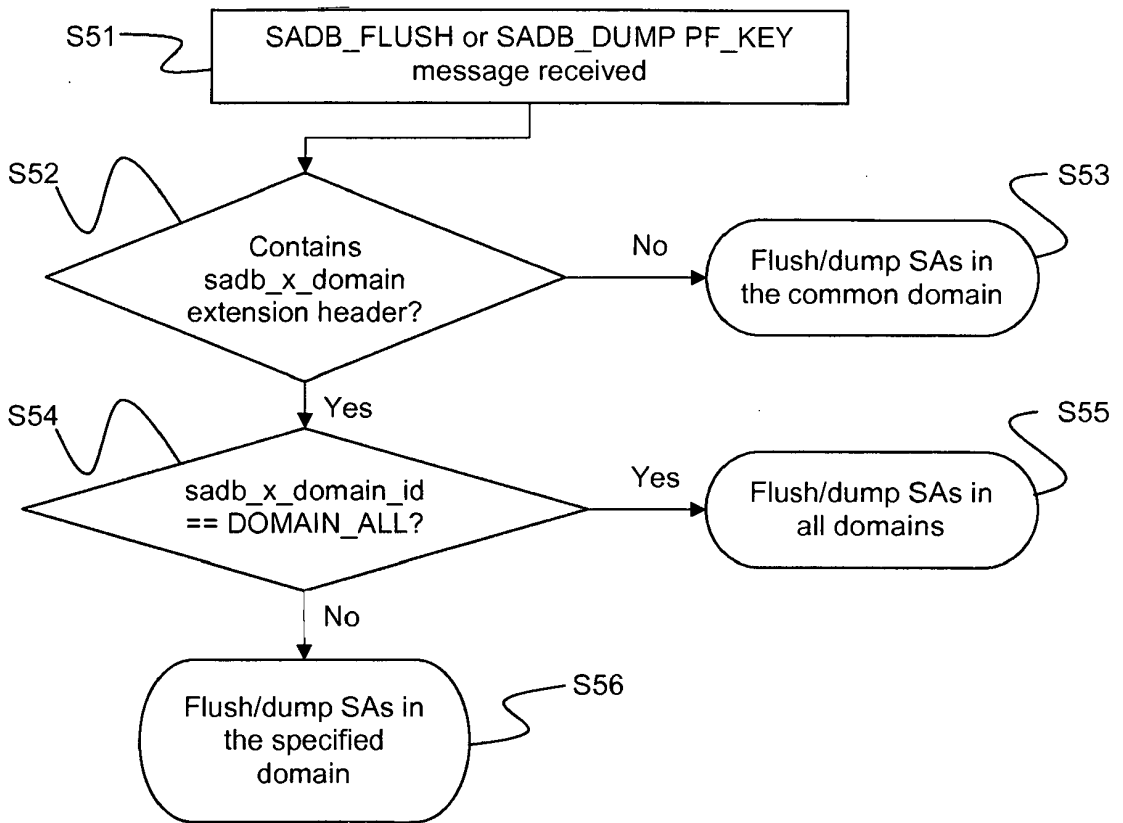 S51
SADB_FLUSH or SADB_DUMP PF_KEY
message received
S52
Contains
sadb_x_domain
extension header?
No
S53
Flush/dump SAs in
the common domain
Yes
S54
sadb_x_domain_id
== DOMAIN_ALL?
Yes
S55
Flush/dump SAs in
all domains
No
S56
Flush/dump SAs in
the specified
domain